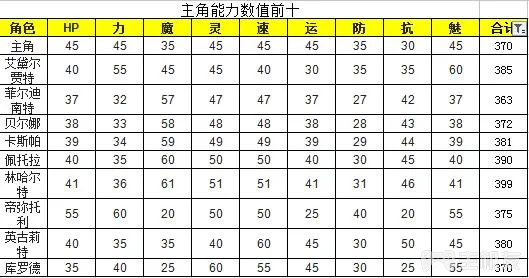 主角能力数值前十
角色 HP 力 魔 灵 速 运 防 抗 魅 合计
主角 45 45 35 45 45 45 35 30 45 370
艾黛尔贾特 40 55 45 45 40 30 35 35 60 385
菲尔迪南特 37 32 57 47 47 37 27 42 37 363
贝尔娜 38 33 58 48 48 38 28 43 38 372
卡斯帕 39 34 59 49 49 39 29 44 39 381
佩托拉 40 35 60 50 50 40 30 45 40 390
林哈尔特 41 36 61 51 51 41 31 46 41 399
帝弥托利 55 60 20 50 50 25 40 20 55 375
英古莉特 40 35 35 40 60 45 30 50 45 380
库罗德 35 40 25 60 55 45 30 25 55 370